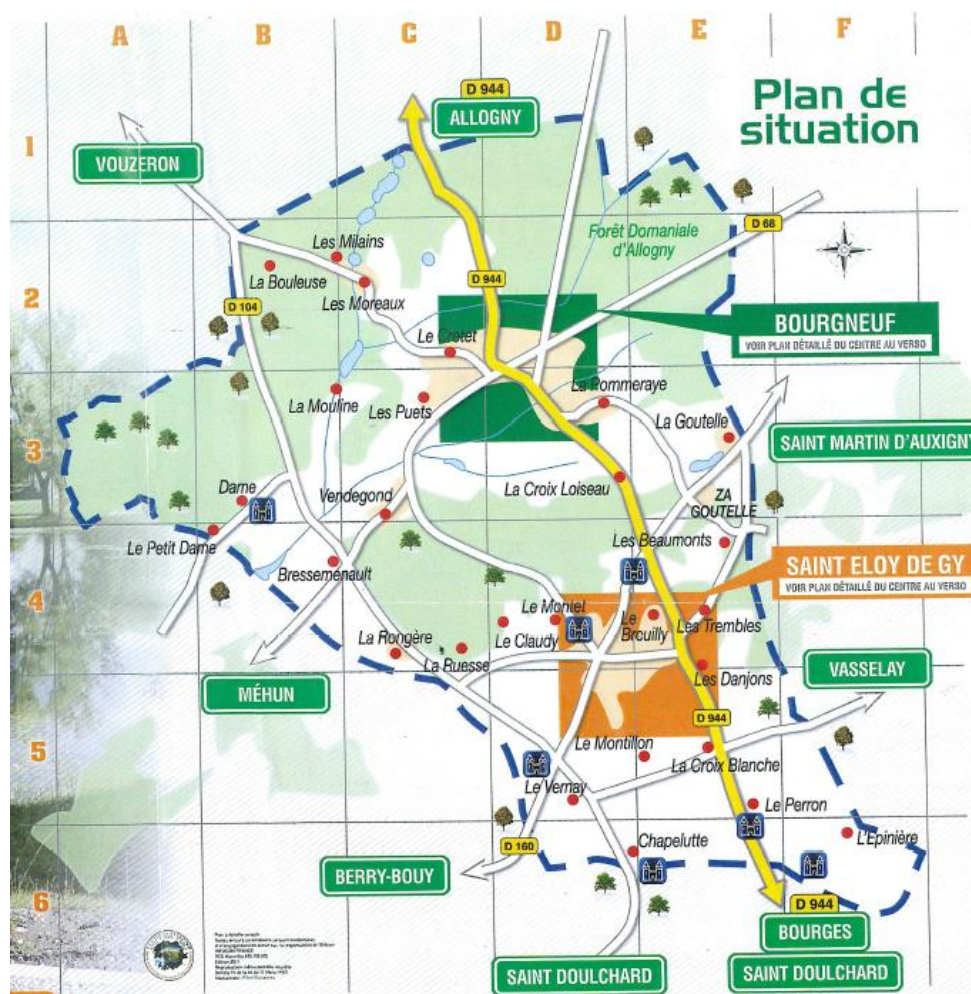 A B C D E F
Plan de
situation
D 944
ALLOGNY
1
VOUZERON
Forêt Domaniale
d'Allogny
D 68
Les Milains
La Bouleuse
D 944
2
Les Moreaux
D 104
BOURGNEUF
VOIR PLAN DÉTAILLÉ DU CENTRE AU VERSO
Le Cretet
La Pommeraye
La Mouline
Les Puets
La Goutelle
3
SAINT MARTIN D'AUXIGNY
La Croix Loiseau
Dame
Vendegond
ZA
GOUTELLE
Le Petit Dame
Les Beaumonts
Bressemenault
SAINT ELOY DE GY
VOIR PLAN DÉTAILLÉ DU CENTRE AU VERSO
4
Le Montet
Le
Brouilly
Les Trembles
Le Claudy
La Rongère
La Ruesse
VASSELAY
Les Danjons
MÉHUN
D 944
5
Le Montillon
La Croix Blanche
Le Vernay
Le Perron
L'Epinière
Chapelutte
D 160
BERRY-BOUY
6
D 944
BOURGES
SAINT DOULCHARD
SAINT DOULCHARD